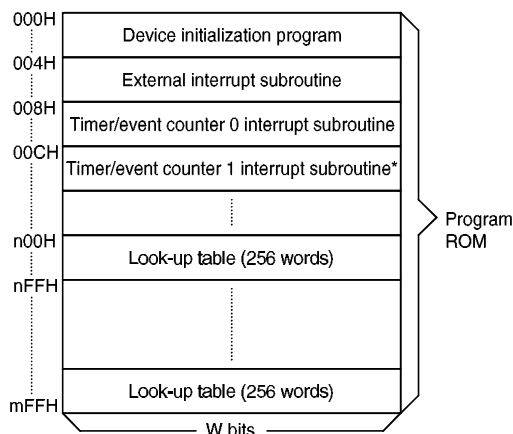 000H
Device initialization program
004H
External interrupt subroutine
008H
Timer/event counter 0 interrupt subroutine
00CH
Timer/event counter 1 interrupt subroutine*
n00H
Look-up table (256 words)
nFFH
Program
ROM
Look-up table (256 words)
mFFH
W bits